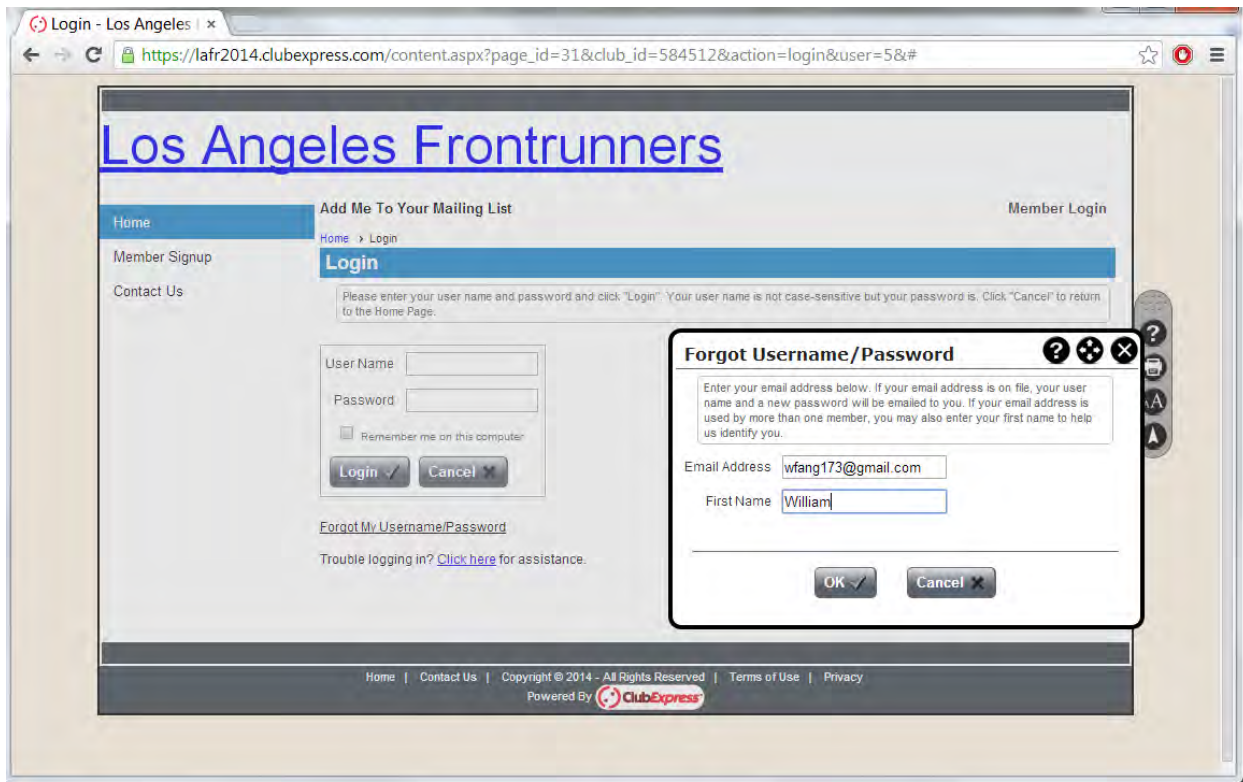 Login - Los Angeles
https://lafr2014.clubexpress.com/content.aspx?page_id=31&club_id=584512&action=login&user=5&#
Los Angeles Frontrunners
Add Me To Your Mailing List
Member Login
Home
Home > Login
Member Signup
Login
Contact Us
Please enter your user name and password and click "Login". Your user name is not case-sensitive but your password is. Click "Cancel" to return
to the Home Page.
User Name
Password
Remember me on this computer
Login
Cancel
Forgot My Username/Password
Trouble logging in? Click here for assistance.
Forgot Username/Password
Enter your email address below. If your email address is on file, your user
name and a new password will be emailed to you. If your email address is
used by more than one member, you may also enter your first name to help
us identify you.
Email Address wfang173@gmail.com
First Name William
OK
Cancel
AA
Home | Contact Us | Copyright © 2014 - All Rights Reserved | Terms of Use | Privacy
Powered By ClubExpress